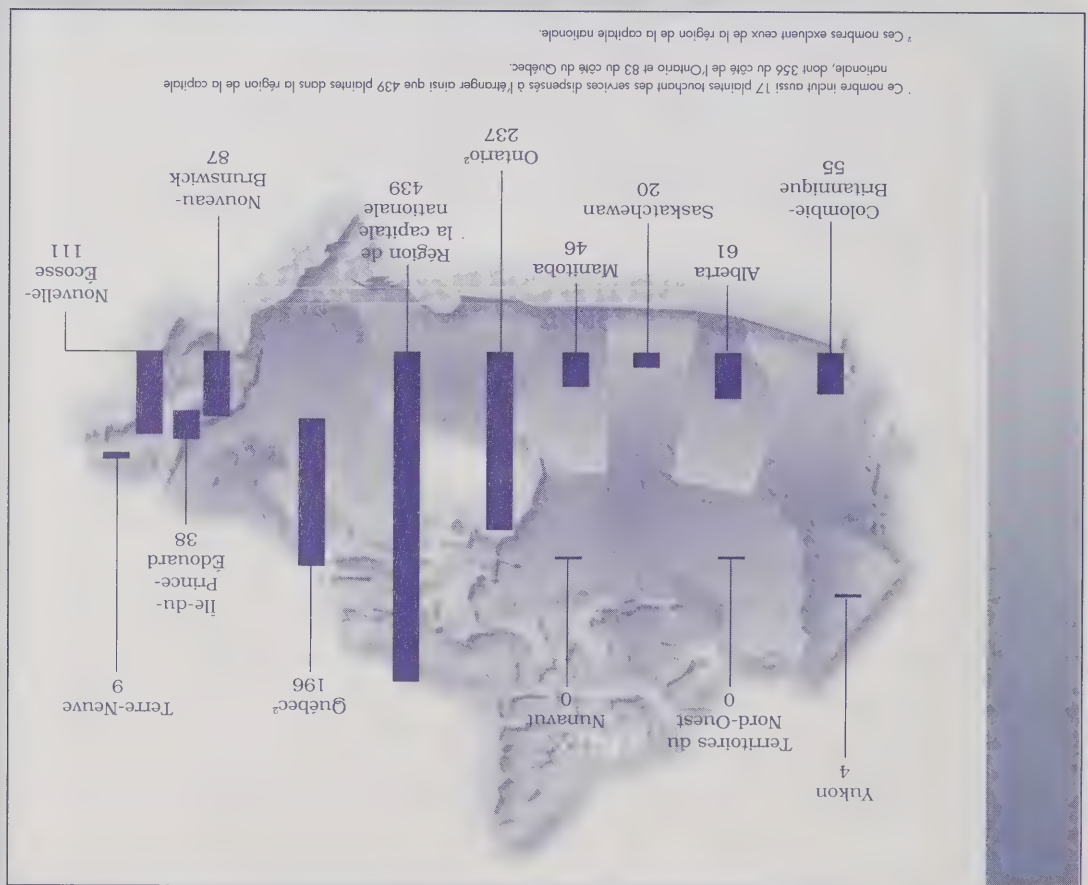 Yukon
4
Territoires du
Nord-Ouest
0
Nunavut
0
Québec²
196
Terre-Neuve
9
Île-du-
Prince-
Édouard
38
Colombie-
Britannique
55
Alberta
61
Saskatchewan
20
Manitoba
46
Ontario²
237
Région de
la capitale
nationale
439
Nouveau-
Brunswick
87
Nouvelle-
Écosse
111
¹ Ce nombre inclut aussi 17 plaintes touchant des services dispensés à l'étranger ainsi que 439 plaintes dans la région de la capitale
nationale, dont 356 du côté de l'Ontario et 83 du côté du Québec.
² Ces nombres excluent ceux de la région de la capitale nationale.